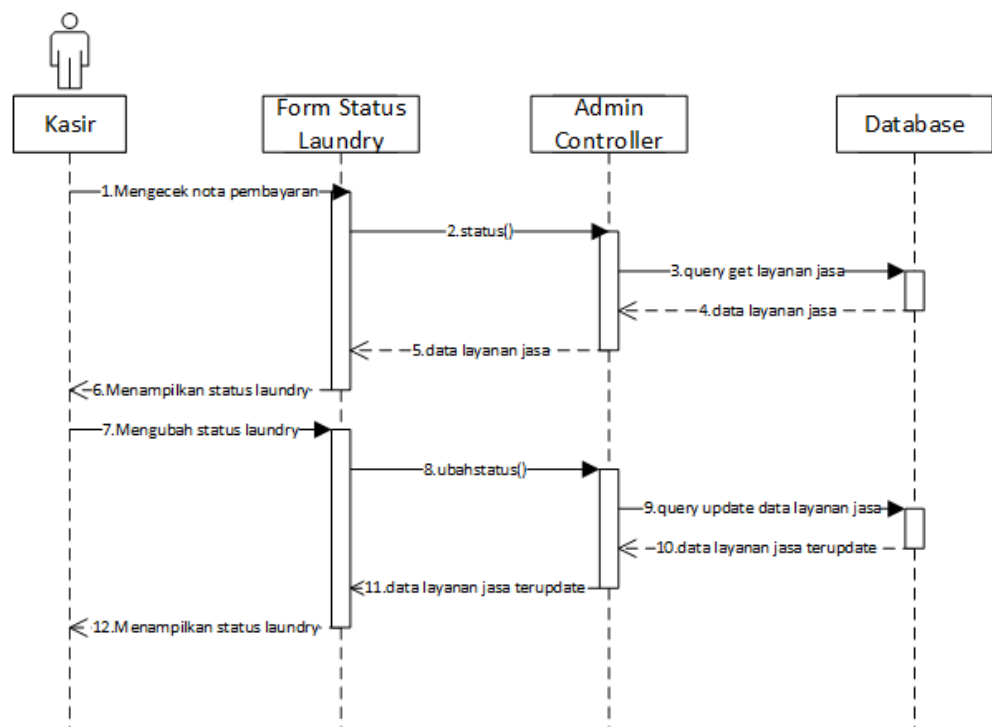 Kasir
Form Status
Laundry
Admin
Controller
Database
1.Mengecek nota pembayaran
2.status()
3.query get layanan jasa
4.data layanan jasa
5.data layanan jasa
6.Menampilkan status laundry
7.Mengubah status laundry
8.ubahstatus()
9.query update data layanan jasa
10.data layanan jasa terupdate
11.data layanan jasa terupdate
12.Menampilkan status laundry